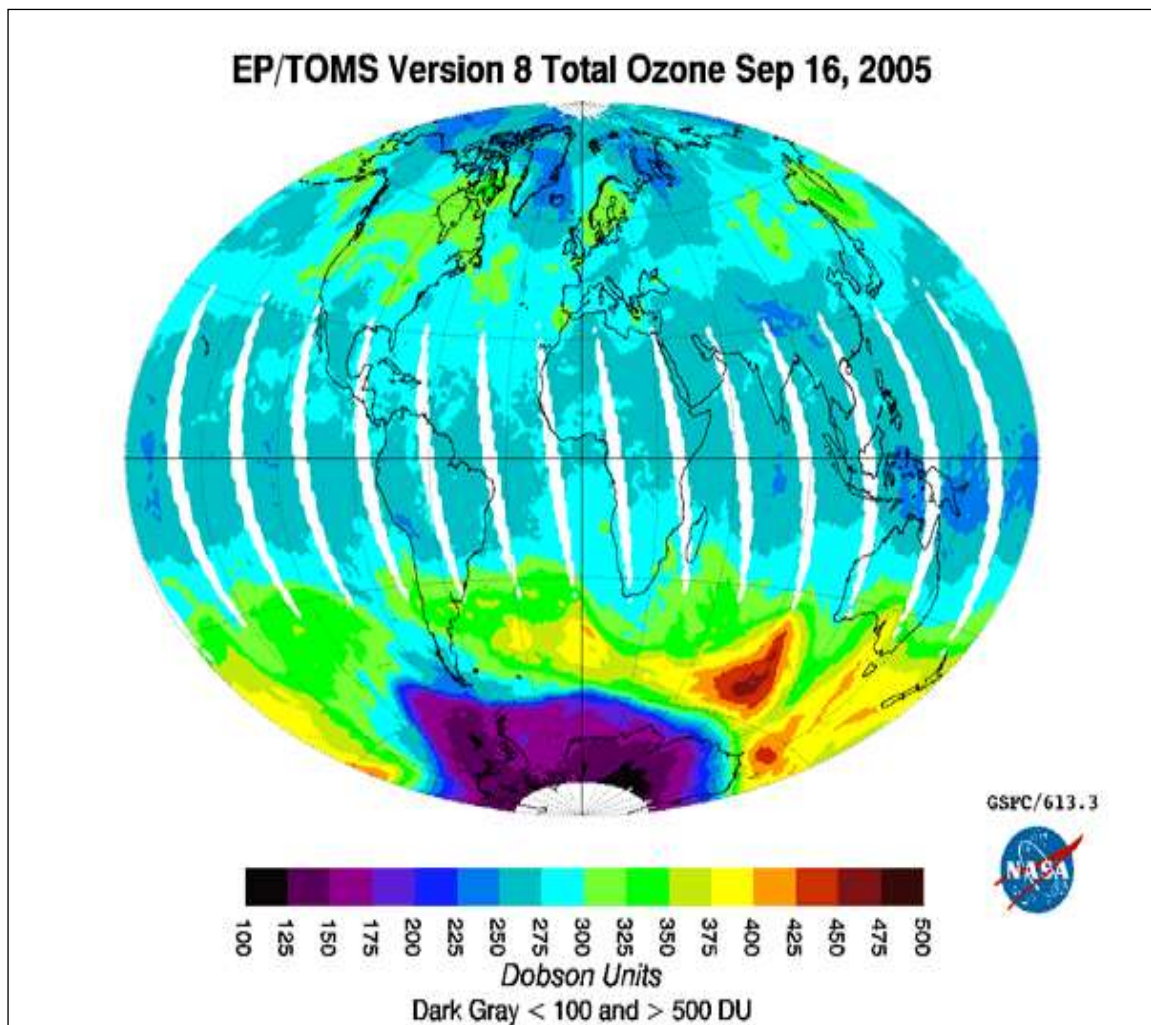 EP/TOMS Version 8 Total Ozone Sep 16, 2005
GSFC/613.3
NASA
100 125 150 175 200 225 250 275 300 325 350 375 400 425 450 475 500
Dobson Units
Dark Gray < 100 and > 500 DU